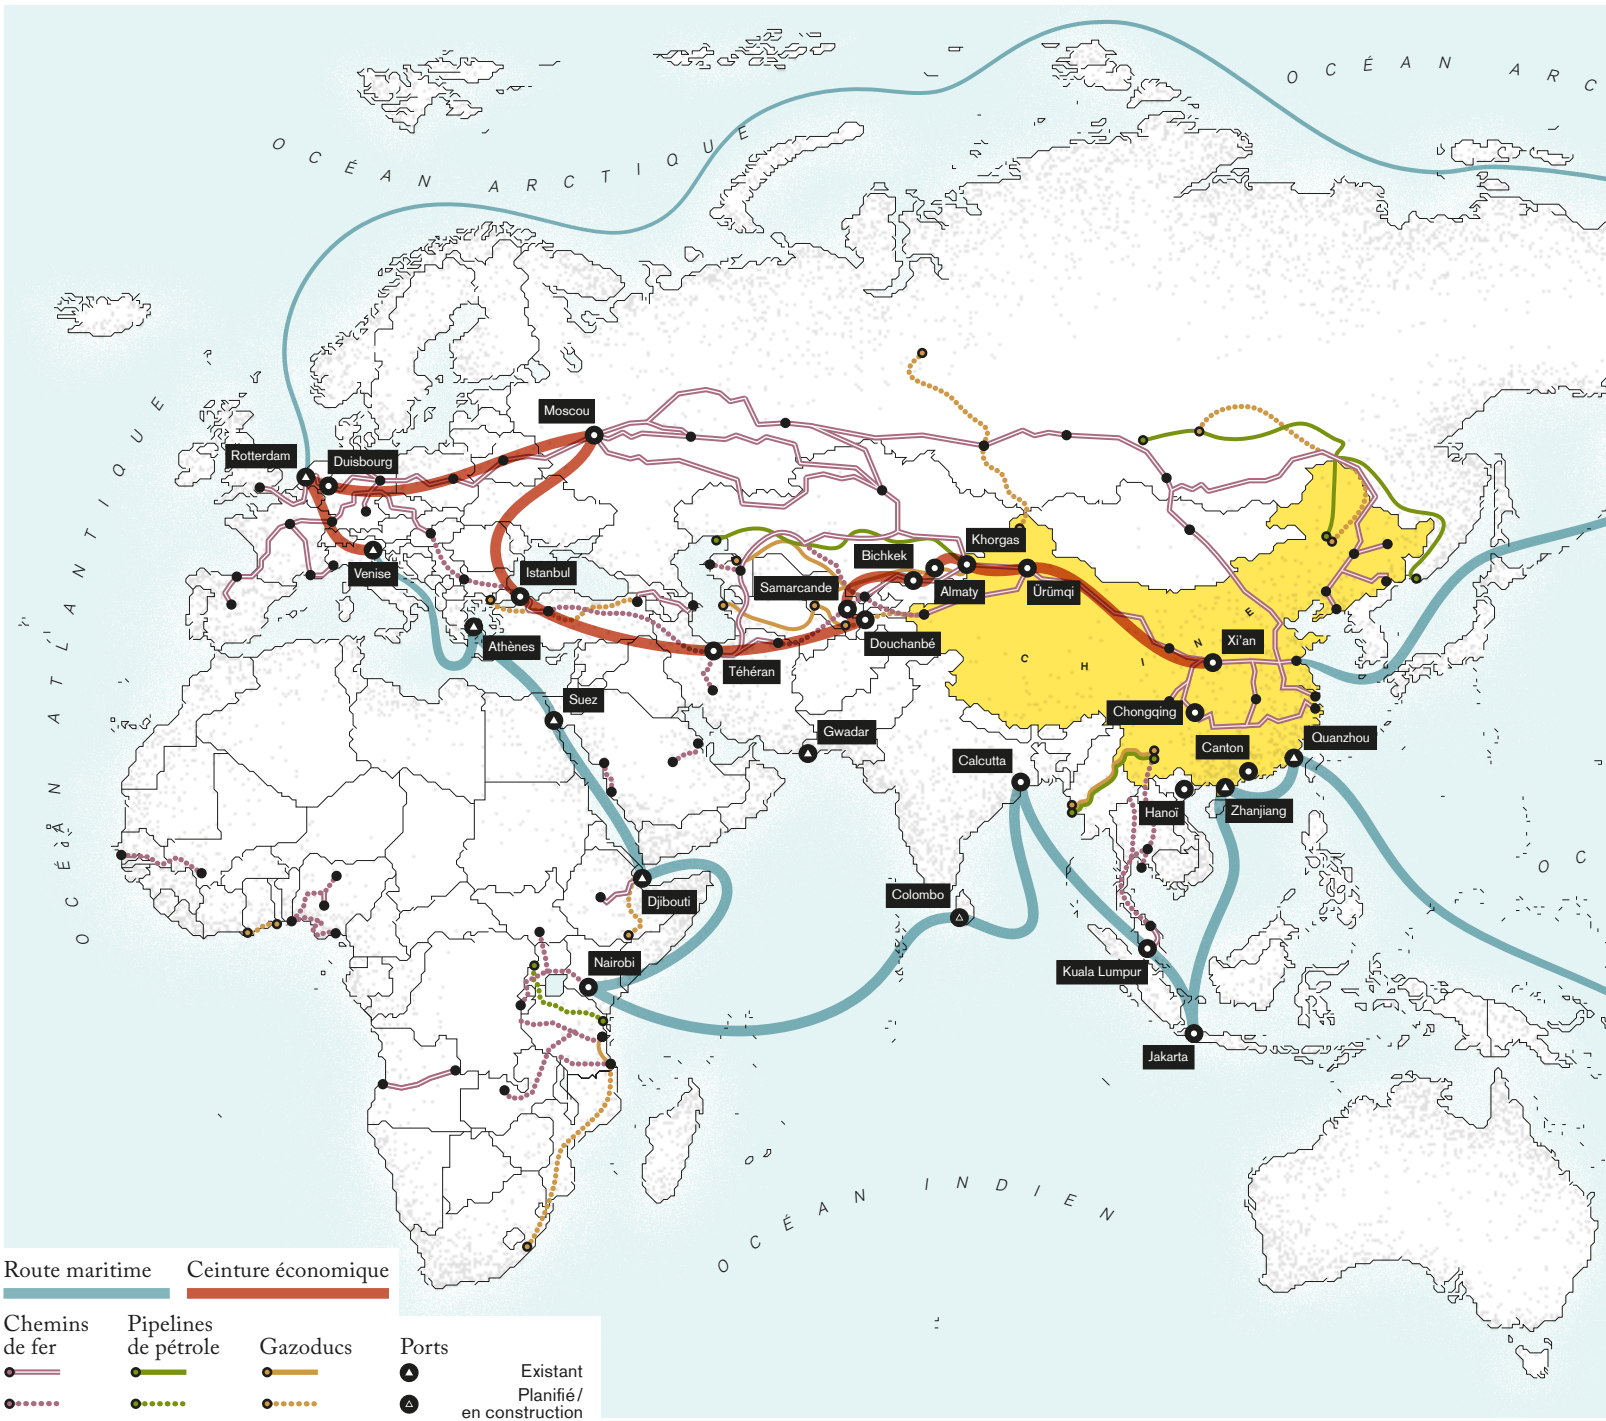 OCÉAN ARC
OCÉAN ARCTIQUE
OCÉAN ATLANTIQUE
Moscou
Rotterdam
Duisbourg
Khorgas
Bichkek
Venise
Istanbul
Samarcande
Almaty
Ürümqi
CHINE
Athènes
Douchanbé
Xi’an
Téhéran
Suez
Chongqing
Gwadar
Canton
Quanzhou
Calcutta
Hanoï
Zhanjiang
OC
Colombo
Djibouti
Nairobi
Kuala Lumpur
Jakarta
OCÉAN INDIEN
Route maritime
Ceinture économique
Chemins
de fer
Pipelines
de pétrole
Gazoducs
Ports
Existant
Planifié/
en construction